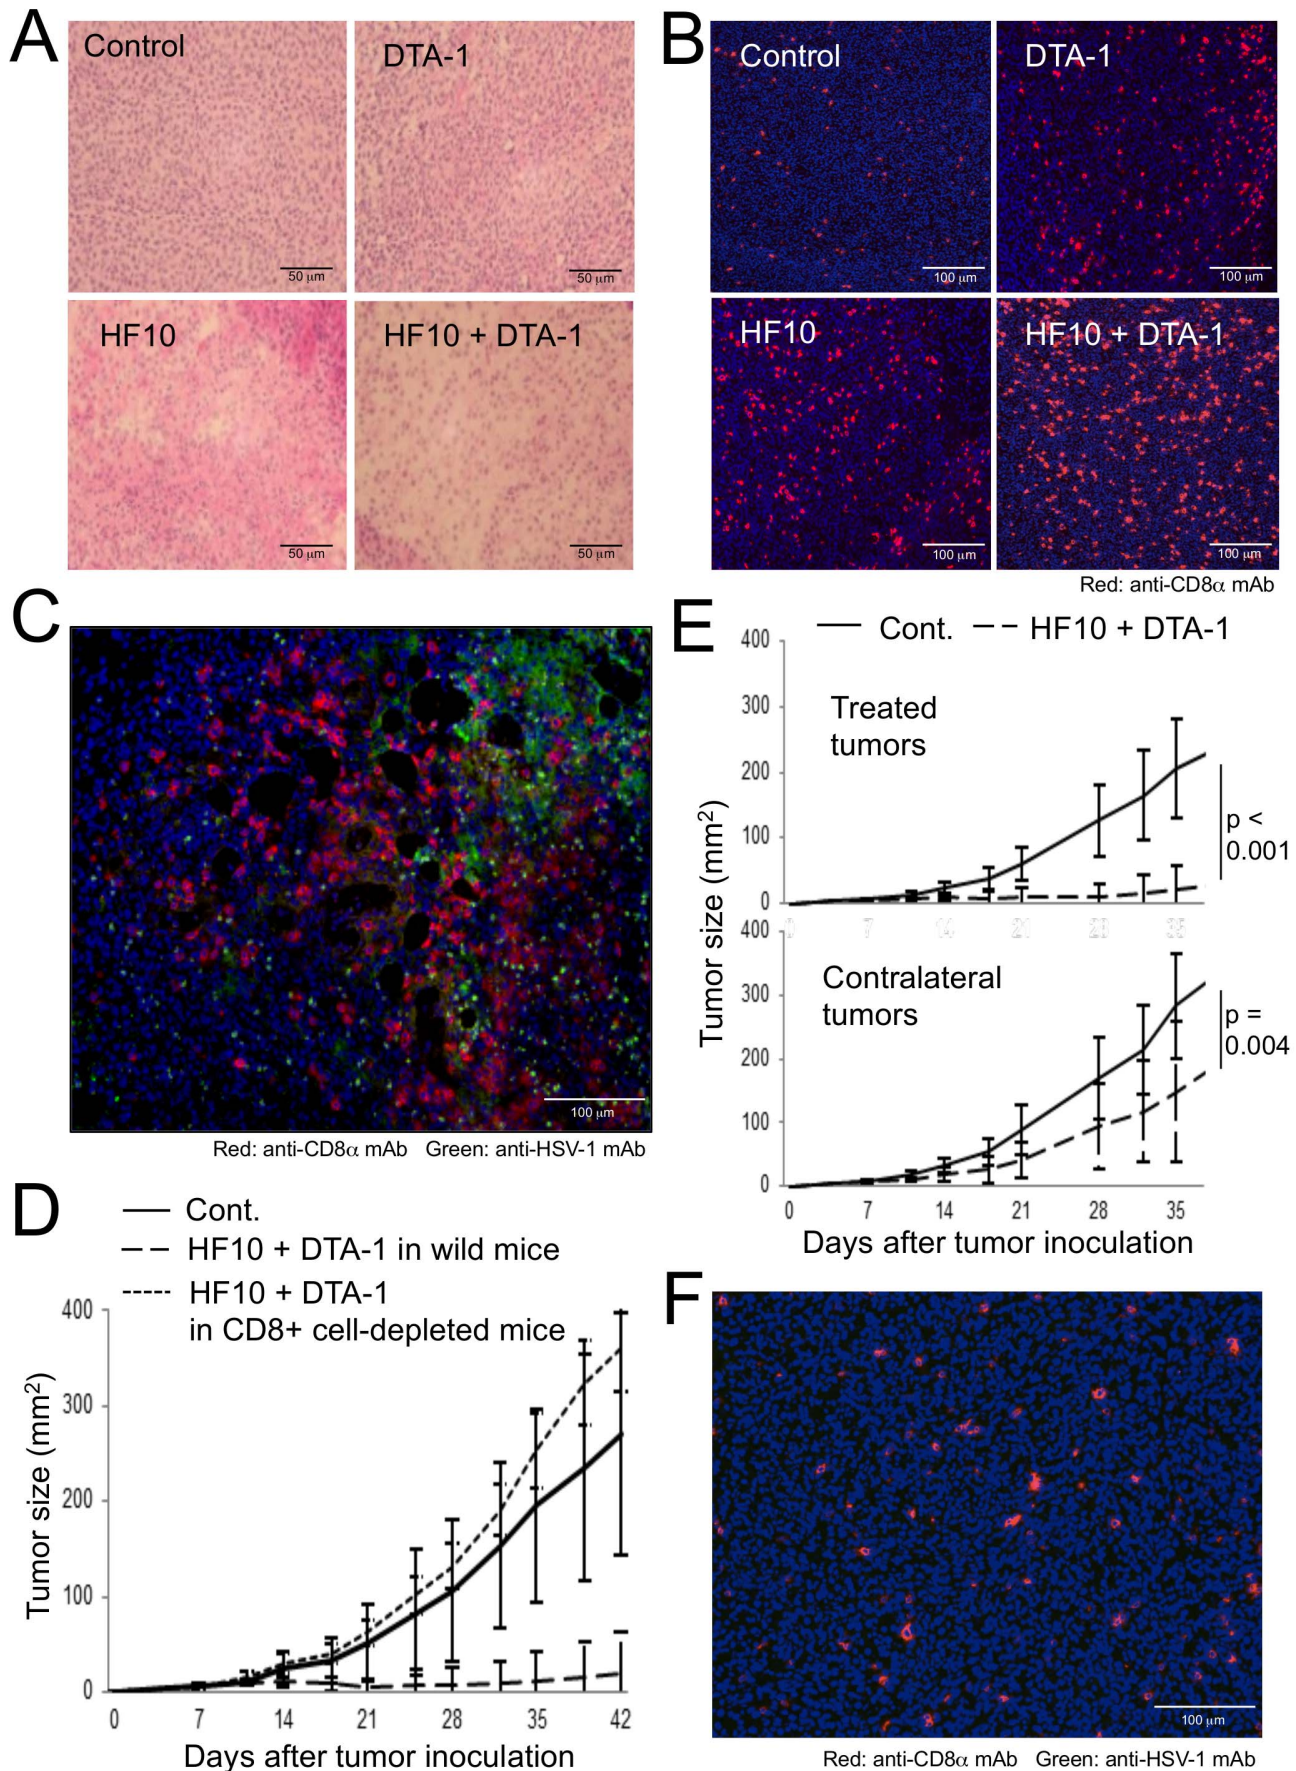 A
Control
DTA-1
50 μm
50 μm
HF10
HF10 + DTA-1
50 μm
50 μm
B
Control
DTA-1
100 μm
100 μm
HF10
HF10 + DTA-1
100 μm
100 μm
Red: anti-CD8α mAb
C
100 μm
Red: anti-CD8α mAb Green: anti-HSV-1 mAb
D
Cont.
HF10 + DTA-1 in wild mice
HF10 + DTA-1
in CD8+ cell-depleted mice
400
300
200
100
0
Tumor size (mm²)
0 7 14 21 28 35 42
Days after tumor inoculation
E
Cont. HF10 + DTA-1
400
300
200
100
0
Treated
tumors
p <
0.001
0 7 14 21 28 35
Tumor size (mm²)
400
300
200
100
0
Contralateral
tumors
p =
0.004
0 7 14 21 28 35
Days after tumor inoculation
F
100 μm
Red: anti-CD8α mAb Green: anti-HSV-1 mAb